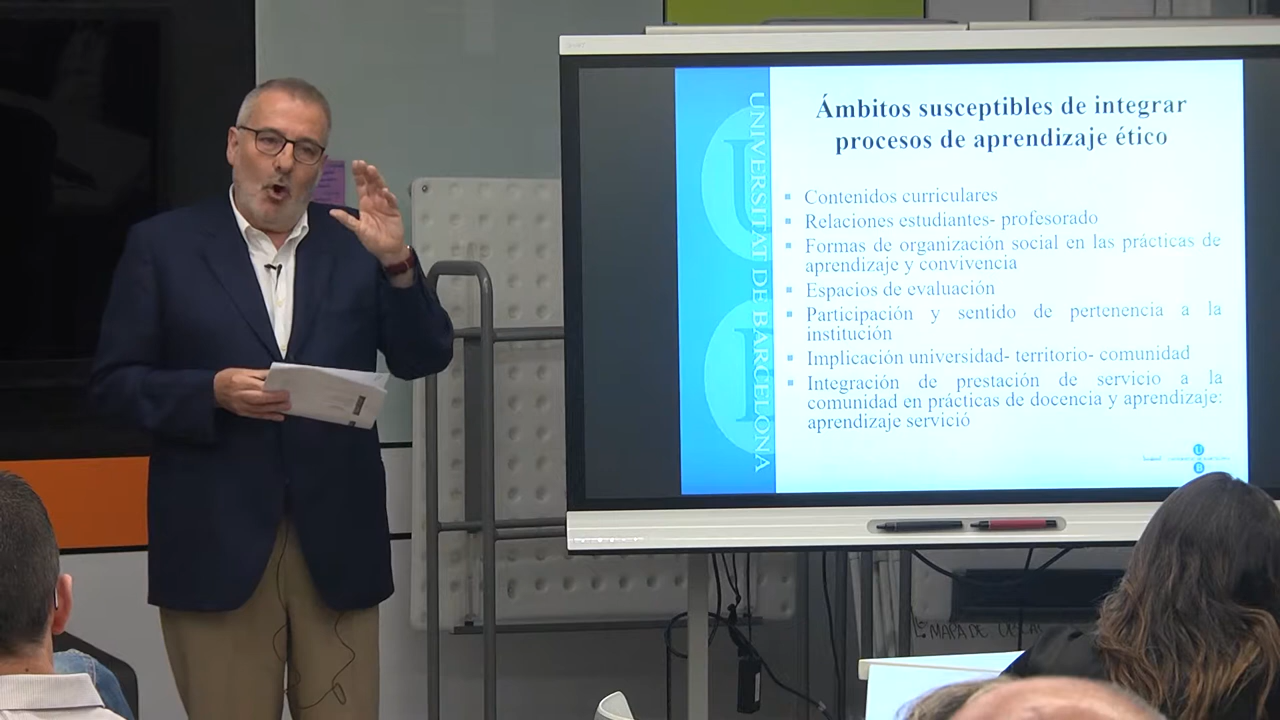 Ámbitos susceptibles de integrar
procesos de aprendizaje ético
UNIVERSITAT DE BARCELONA
U
B
Contenidos curriculares
Relaciones estudiantes- profesorado
Formas de organización social en las prácticas de
aprendizaje y convivencia
Espacios de evaluación
Participación y sentido de pertenencia a la
institución
Implicación universidad- territorio- comunidad
Integración de prestación de servicio a la
comunidad en prácticas de docencia y aprendizaje:
aprendizaje servició
U
B
MAPA DE